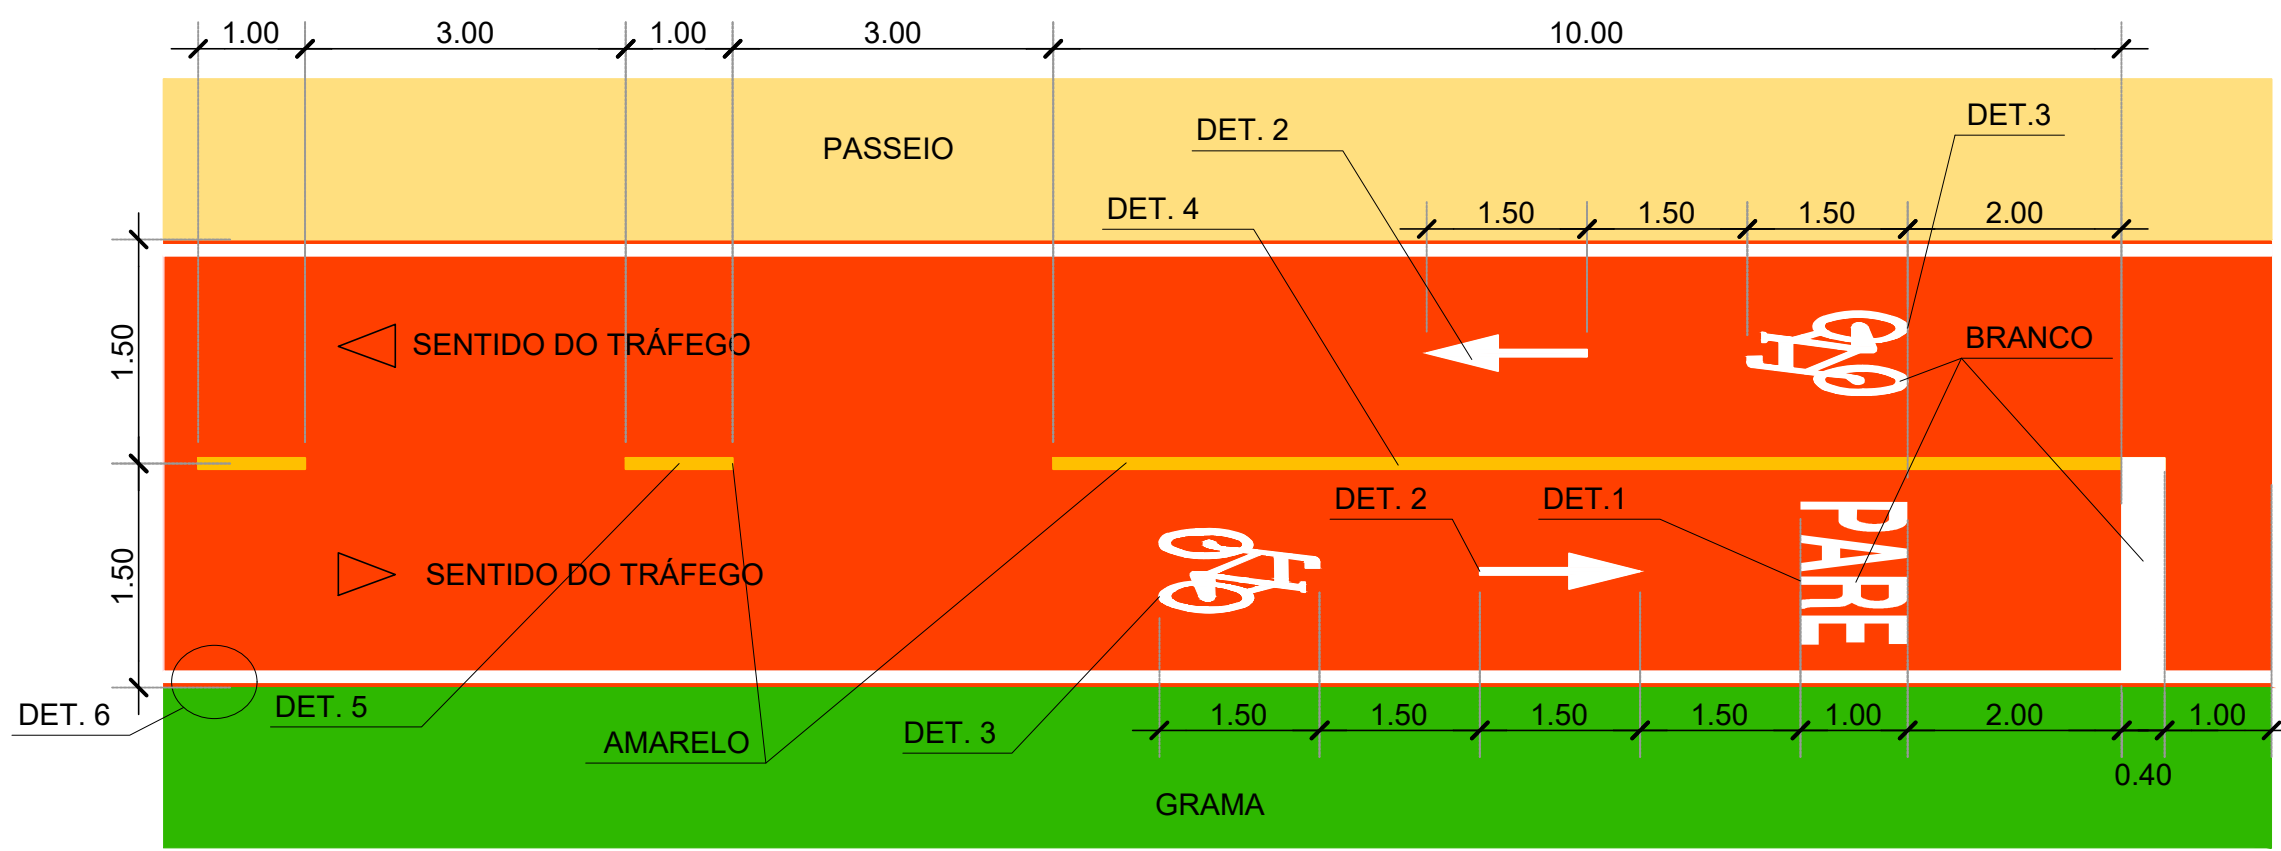 1.00
3.00
1.00
3.00
10.00
PASSEIO
DET. 2
DET.3
DET. 4
1.50
1.50
1.50
2.00
1.50
SENTIDO DO TRÁFEGO
BRANCO
DET. 2
DET.1
PARE
1.50
SENTIDO DO TRÁFEGO
DET. 6
DET. 5
AMARELO
DET. 3
1.50
1.50
1.50
1.50
1.00
2.00
1.00
0.40
GRAMA